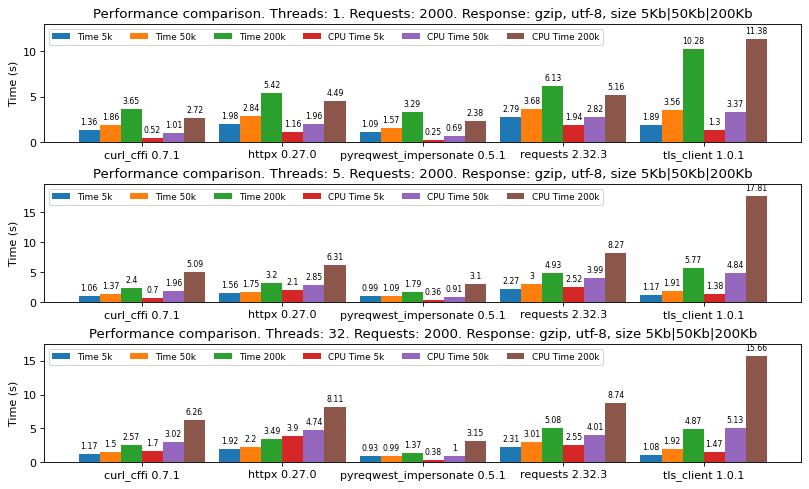 Performance comparison. Threads: 1. Requests: 2000. Response: gzip, utf-8, size 5Kb|50Kb|200Kb
Time 5k Time 50k Time 200k CPU Time 5k CPU Time 50k CPU Time 200k
Time (s)
10
5
0
1.36 1.86 3.65 0.52 1.01 2.72
1.98 2.84 5.42 1.16 1.96 4.49
1.09 1.57 3.29 0.25 0.69 2.38
2.79 3.68 6.13 1.94 2.82 5.16
1.89 3.56 10.28 1.3 3.37 11.38
curl_cffi 0.7.1 httpx 0.27.0 pyreqwest_impersonate 0.5.1 requests 2.32.3 tls_client 1.0.1
Performance comparison. Threads: 5. Requests: 2000. Response: gzip, utf-8, size 5Kb|50Kb|200Kb
Time 5k Time 50k Time 200k CPU Time 5k CPU Time 50k CPU Time 200k
Time (s)
15
10
5
0
1.06 1.37 2.4 0.7 1.96 5.09
1.56 1.75 3.2 2.1 2.85 6.31
0.99 1.09 1.79 0.36 0.91 3.1
2.27 3 4.93 2.52 3.99 8.27
1.17 1.91 5.77 1.38 4.84 17.81
curl_cffi 0.7.1 httpx 0.27.0 pyreqwest_impersonate 0.5.1 requests 2.32.3 tls_client 1.0.1
Performance comparison. Threads: 32. Requests: 2000. Response: gzip, utf-8, size 5Kb|50Kb|200Kb
Time 5k Time 50k Time 200k CPU Time 5k CPU Time 50k CPU Time 200k
Time (s)
15
10
5
0
1.17 1.5 2.57 1.7 3.02 6.26
1.92 2.2 3.49 3.9 4.74 8.11
0.93 0.99 1.37 0.38 1 3.15
2.31 3.01 5.08 2.55 4.01 8.74
1.08 1.92 4.87 1.47 5.13 15.66
curl_cffi 0.7.1 httpx 0.27.0 pyreqwest_impersonate 0.5.1 requests 2.32.3 tls_client 1.0.1